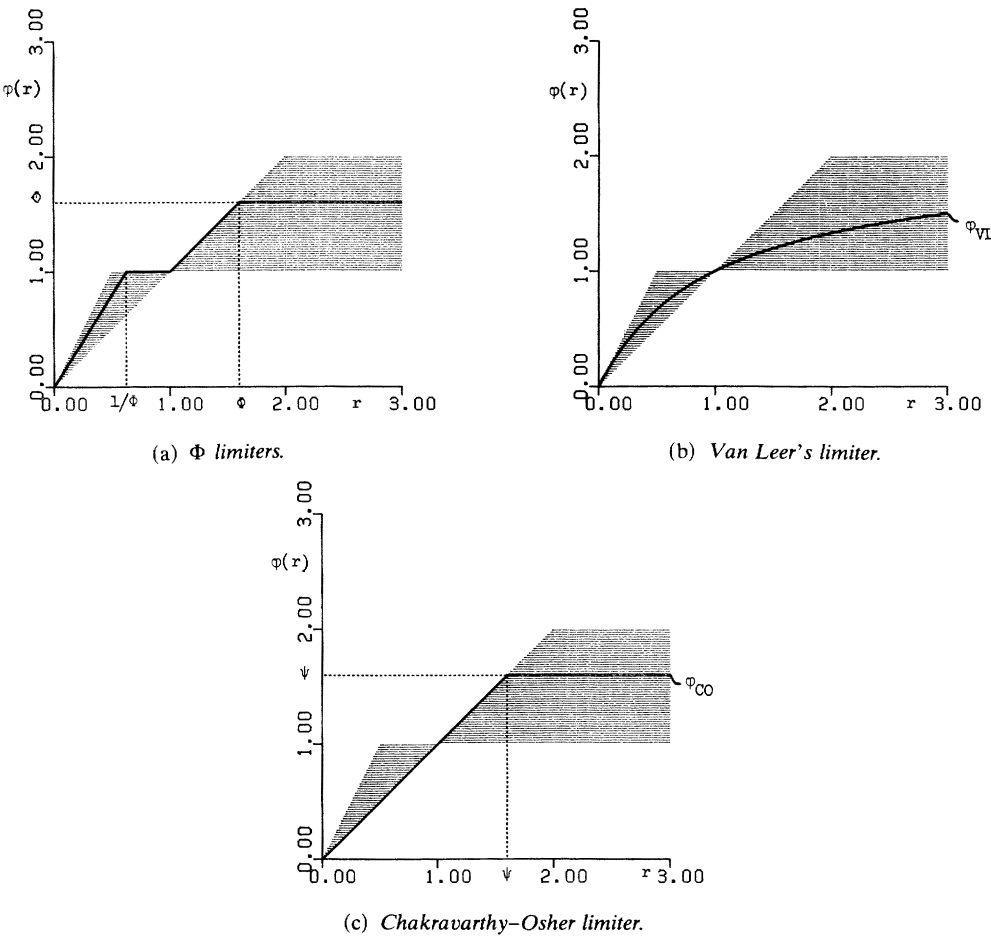 3.00
φ(r)
2.00
Φ
1.00
0.00
0.00 1/Φ 1.00 Φ 2.00 r 3.00
(a) Φ limiters.
3.00
φ(r)
2.00
φVL
1.00
0.00
0.00 1.00 2.00 r 3.00
(b) Van Leer's limiter.
3.00
φ(r)
2.00
ψ
φCO
1.00
0.00
0.00 1.00 ψ 2.00 r 3.00
(c) Chakravarthy–Osher limiter.